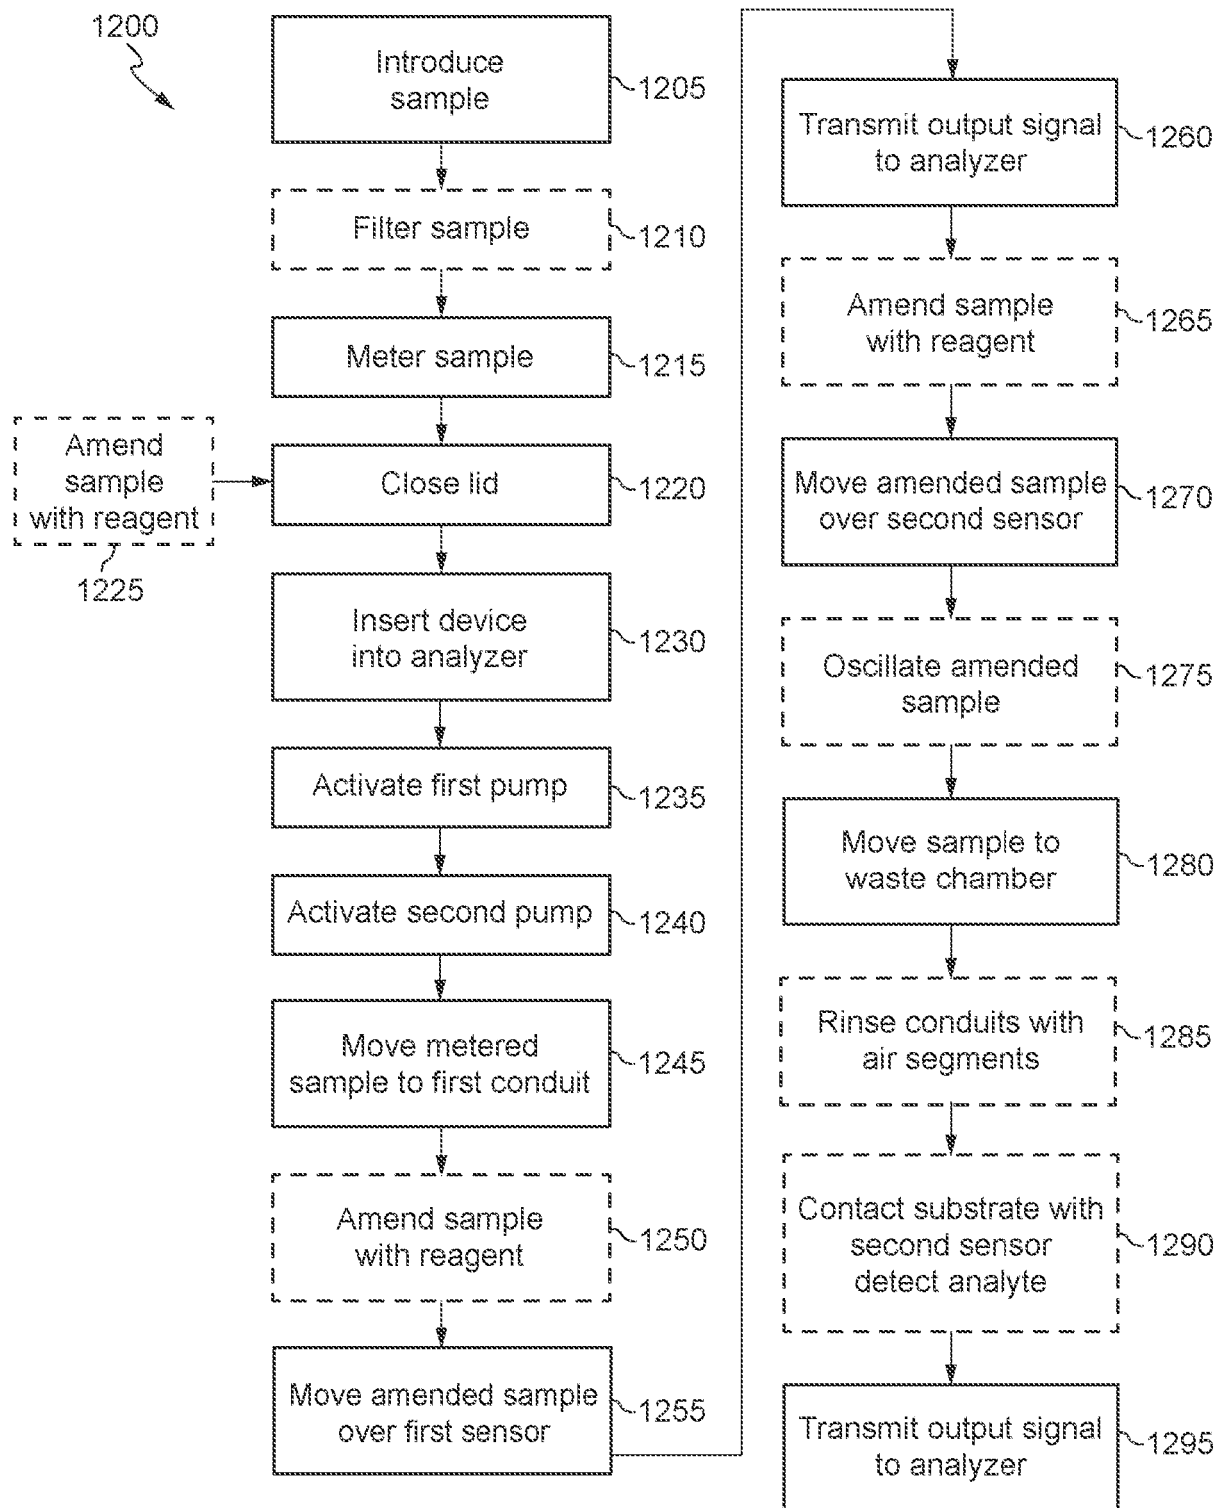 1200
Introduce
sample
1205
Filter sample
1210
Meter sample
1215
Close lid
1220
Amend
sample
with reagent
1225
Insert device
into analyzer
1230
Activate first pump
1235
Activate second pump
1240
Move metered
sample to first conduit
1245
Amend sample
with reagent
1250
Move amended sample
over first sensor
1255
Transmit output signal
to analyzer
1260
Amend sample
with reagent
1265
Move amended sample
over second sensor
1270
Oscillate amended
sample
1275
Move sample to
waste chamber
1280
Rinse conduits with
air segments
1285
Contact substrate with
second sensor
detect analyte
1290
Transmit output signal
to analyzer
1295